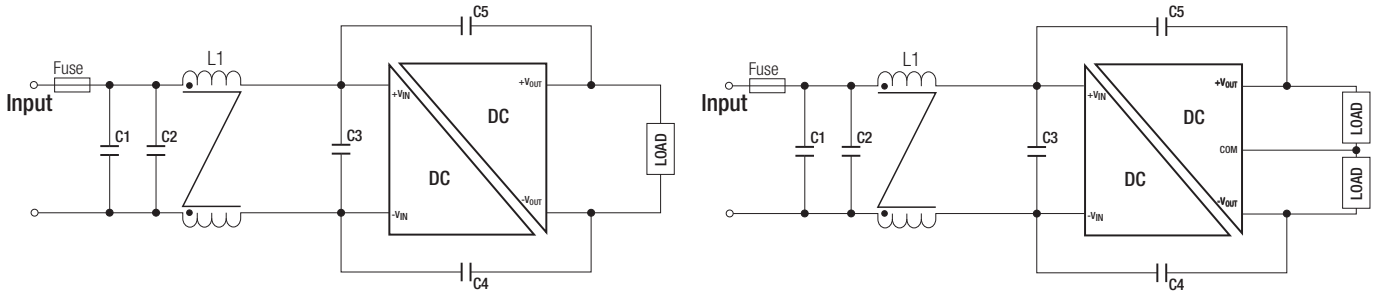 C5
L1
Fuse
+VIN
+VOUT
Input
C1
C2
C3
DC
DC
LOAD
-VOUT
-VIN
C4
C5
L1
Fuse
+VIN
+VOUT
LOAD
Input
C1
C2
C3
DC
COM
DC
LOAD
-VOUT
-VIN
C4